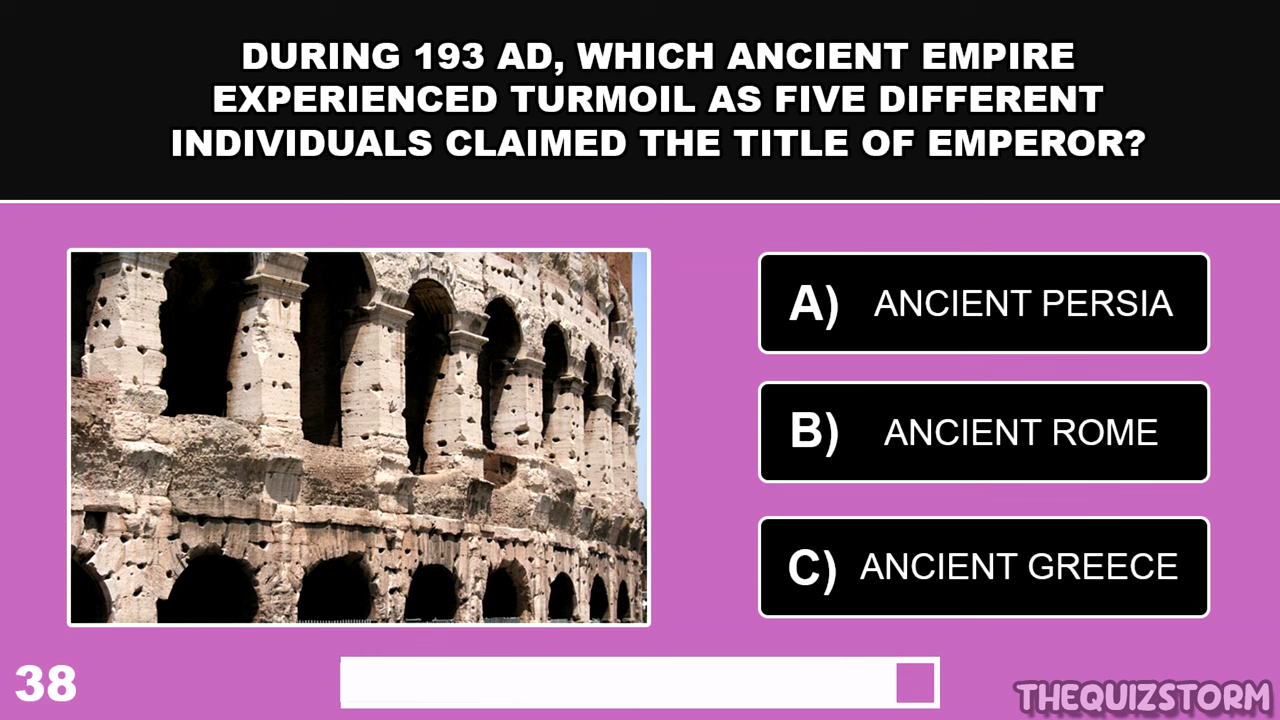 DURING 193 AD, WHICH ANCIENT EMPIRE
EXPERIENCED TURMOIL AS FIVE DIFFERENT
INDIVIDUALS CLAIMED THE TITLE OF EMPEROR?
A) ANCIENT PERSIA
B) ANCIENT ROME
C) ANCIENT GREECE
38
THEQUIZSTORM